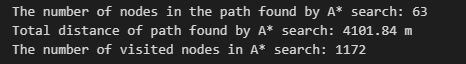 The number of nodes in the path found by A* search: 63
Total distance of path found by A* search: 4101.84 m
The number of visited nodes in A* search: 1172